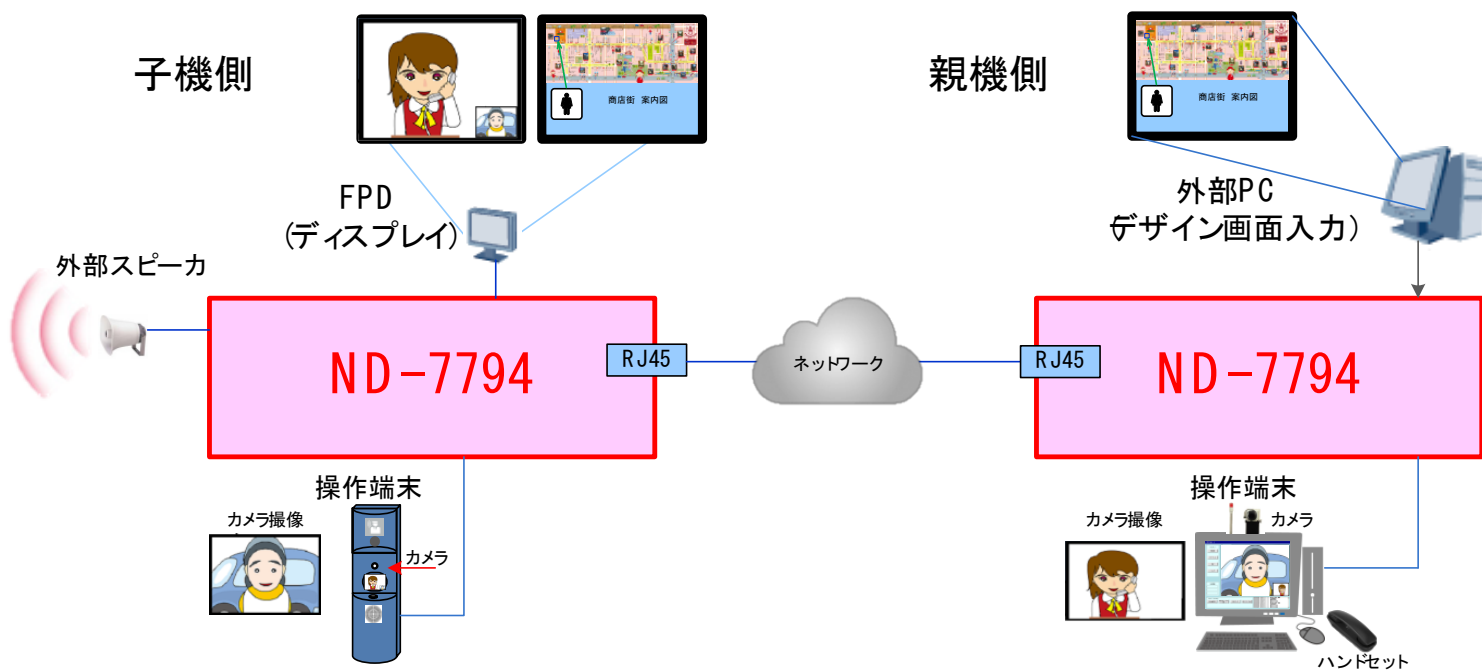 子機側
商店街 案内図
FPD
(ディスプレイ)
外部スピーカ
ND-7794
RJ45
操作端末
カメラ撮像
カメラ
ネットワーク
親機側
商店街 案内図
外部PC
(デザイン画面入力)
RJ45
ND-7794
操作端末
カメラ撮像
カメラ
ハンドセット